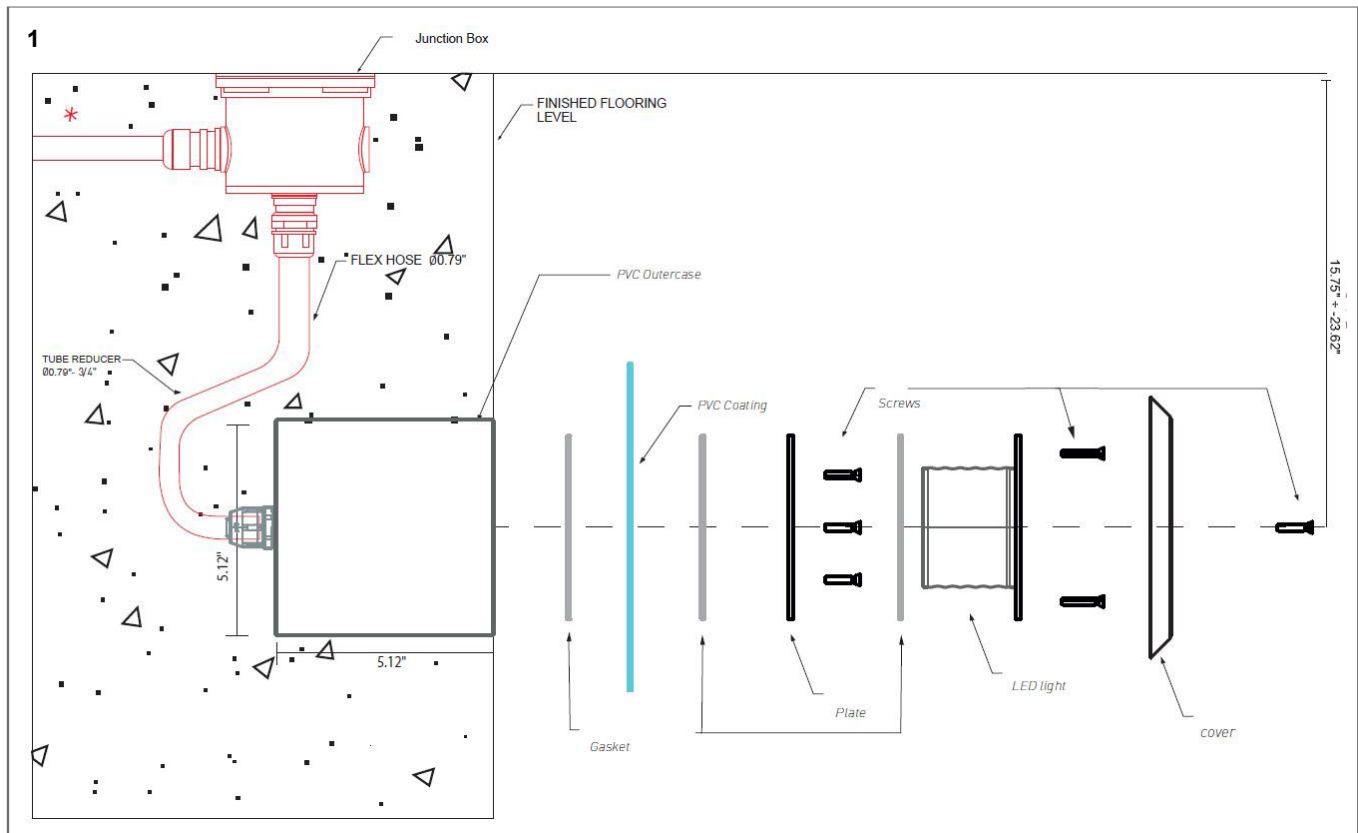 1
Junction Box
FINISHED FLOORING
LEVEL
FLEX HOSE Ø0.79"
PVC Outercase
15.75" ÷ -23.62"
TUBE REDUCER
Ø0.79"- 3/4"
PVC Coating
Screws
5.12"
5.12"
LED light
Plate
Gasket
cover